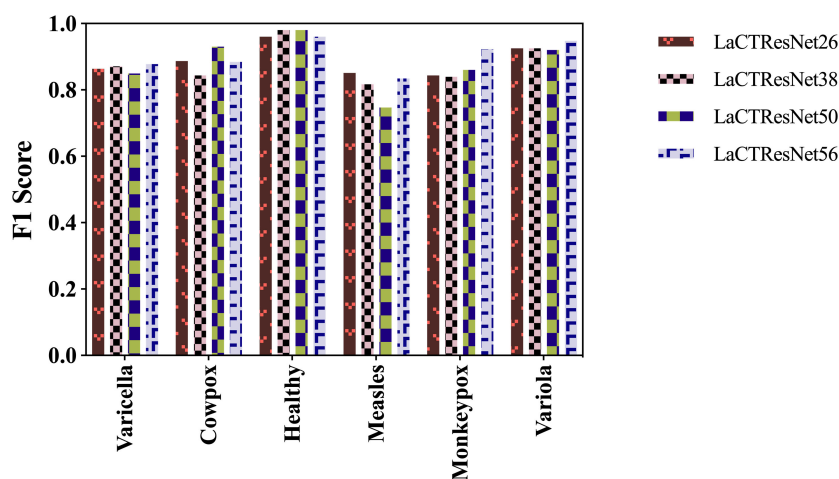 F1 Score
1.0
0.8
0.6
0.4
0.2
0.0
Varicella
Cowpox
Healthy
Measles
Monkeypox
Variola
LaCTResNet26
LaCTResNet38
LaCTResNet50
LaCTResNet56